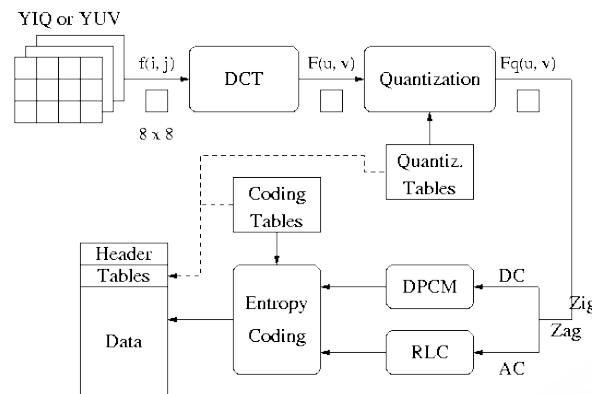 YIQ or YUV
f(i, j)
DCT
F(u, v)
Quantization
Fq(u, v)
8 x 8
Quantiz.
Tables
Coding
Tables
Header
Tables
Data
Entropy
Coding
DPCM
DC
Zig
Zag
RLC
AC